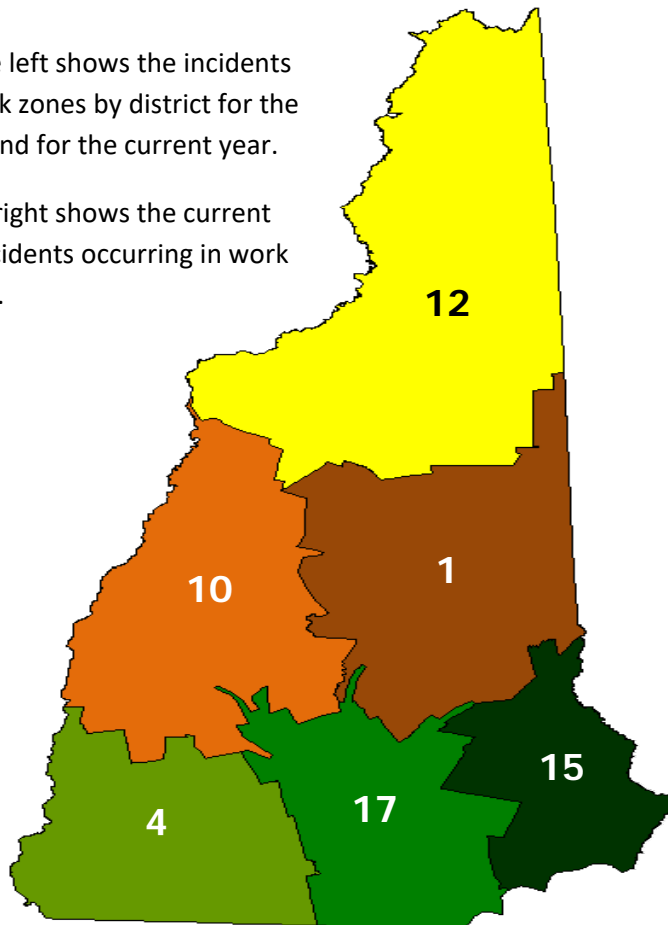 left shows the incidents
zones by district for the
nd for the current year.
right shows the current
cidents occurring in work
12
10
1
15
17
4